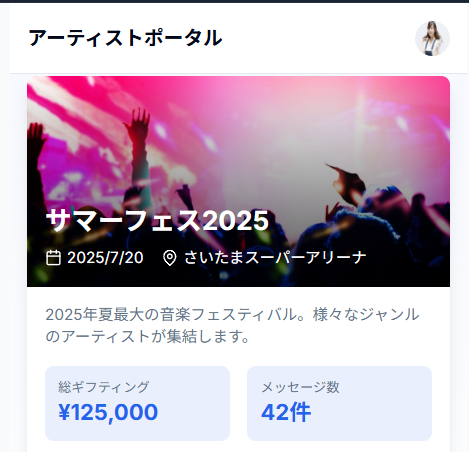 アーティストポータル
サマーフェス2025
2025/7/20 さいたまスーパーアリーナ
2025年夏最大の音楽フェスティバル。様々なジャンル
のアーティストが集結します。
総ギフティング メッセージ数
¥125,000 42件